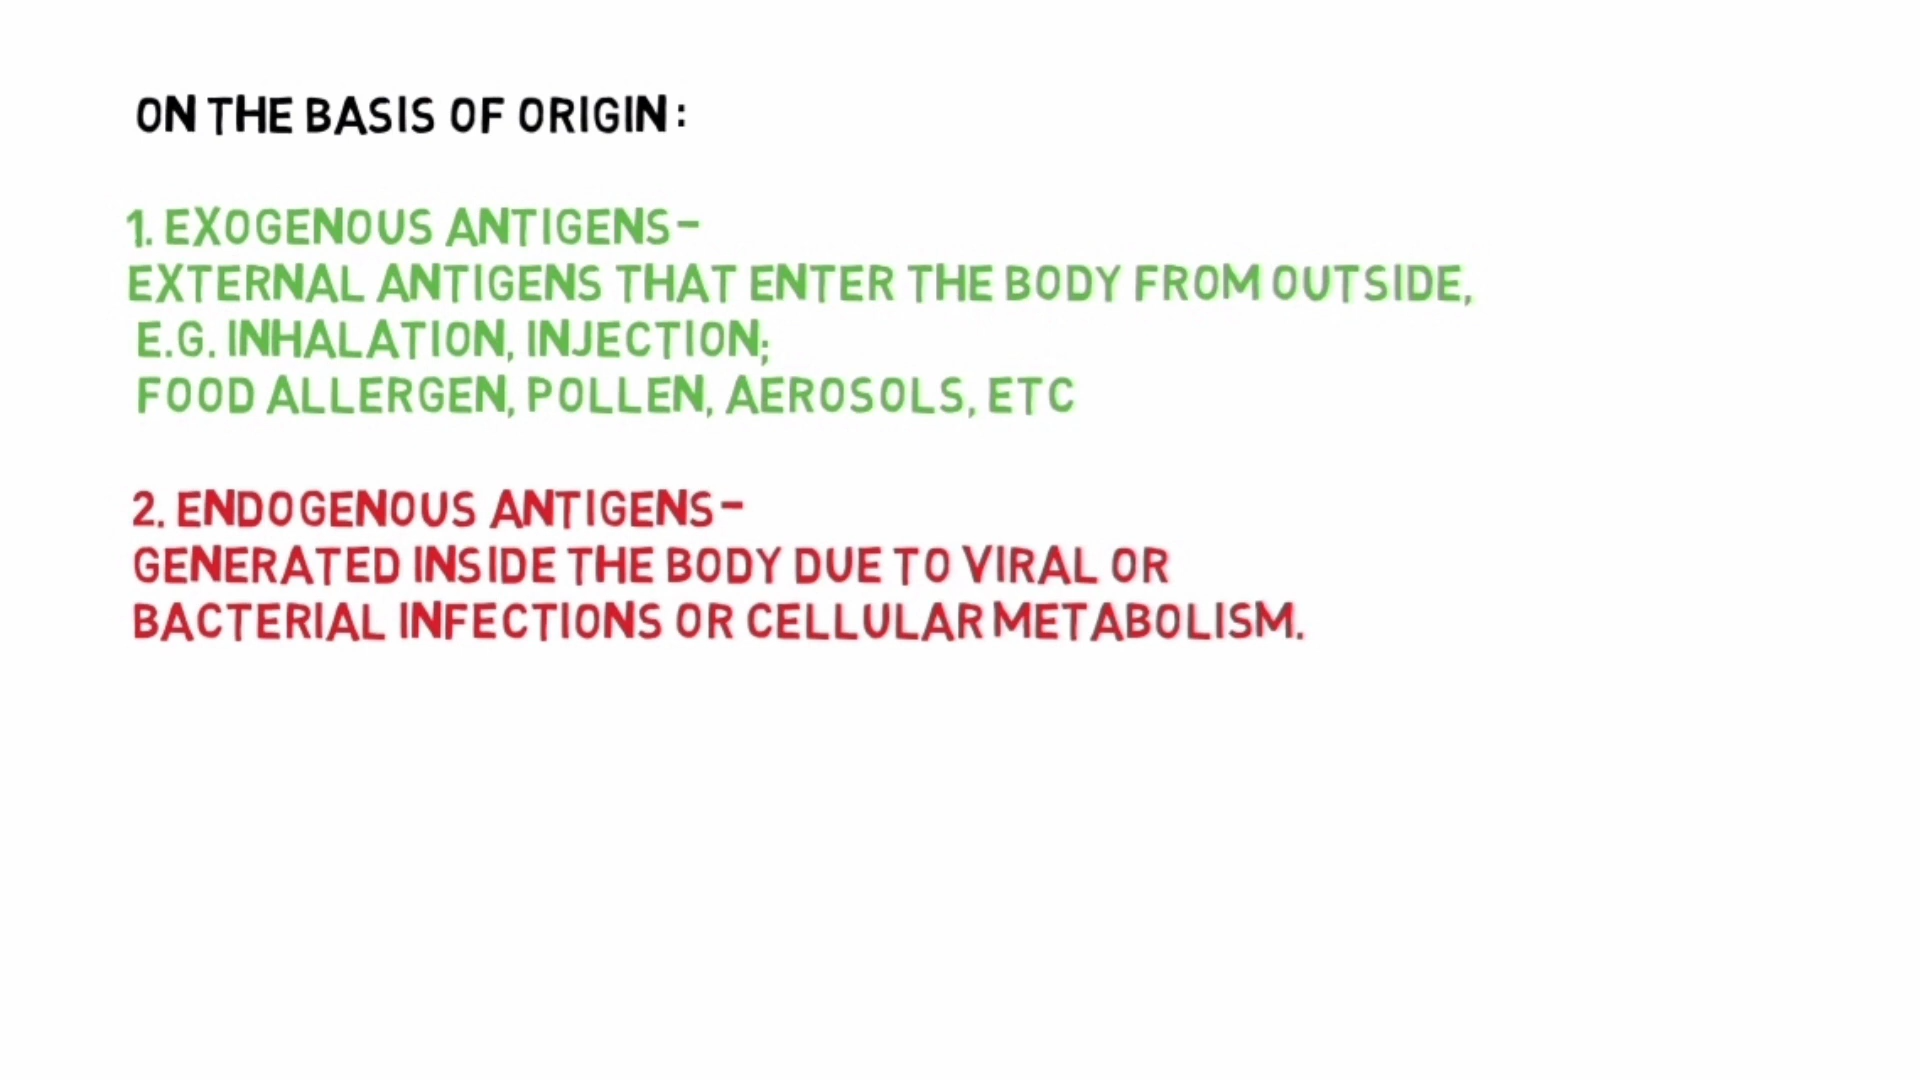 ON THE BASIS OF ORIGIN:
1. EXOGENOUS ANTIGENS-
EXTERNAL ANTIGENS THAT ENTER THE BODY FROM OUTSIDE,
E.G. INHALATION, INJECTION;
FOOD ALLERGEN, POLLEN, AEROSOLS, ETC
2. ENDOGENOUS ANTIGENS-
GENERATED INSIDE THE BODY DUE TO VIRAL OR
BACTERIAL INFECTIONS OR CELLULAR METABOLISM.